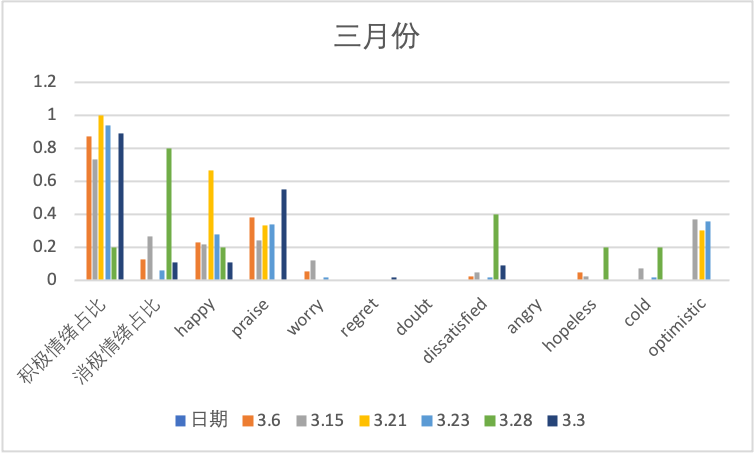 三月份
1.2
1
0.8
0.6
0.4
0.2
0
积极情绪占比
消极情绪占比
happy
praise
worry
regret
doubt
dissatisfied
angry
hopeless
cold
optimistic
日期 3.6 3.15 3.21 3.23 3.28 3.3